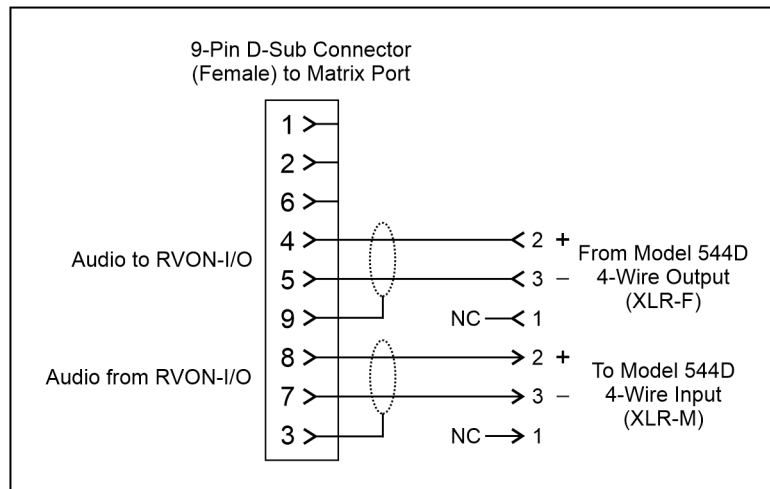 9-Pin D-Sub Connector
(Female) to Matrix Port
1
2
6
4
5
9
8
7
3
Audio to RVON-I/O
Audio from RVON-I/O
2 +
3 –
NC 1
From Model 544D
4-Wire Output
(XLR-F)
2 +
3 –
NC 1
To Model 544D
4-Wire Input
(XLR-M)